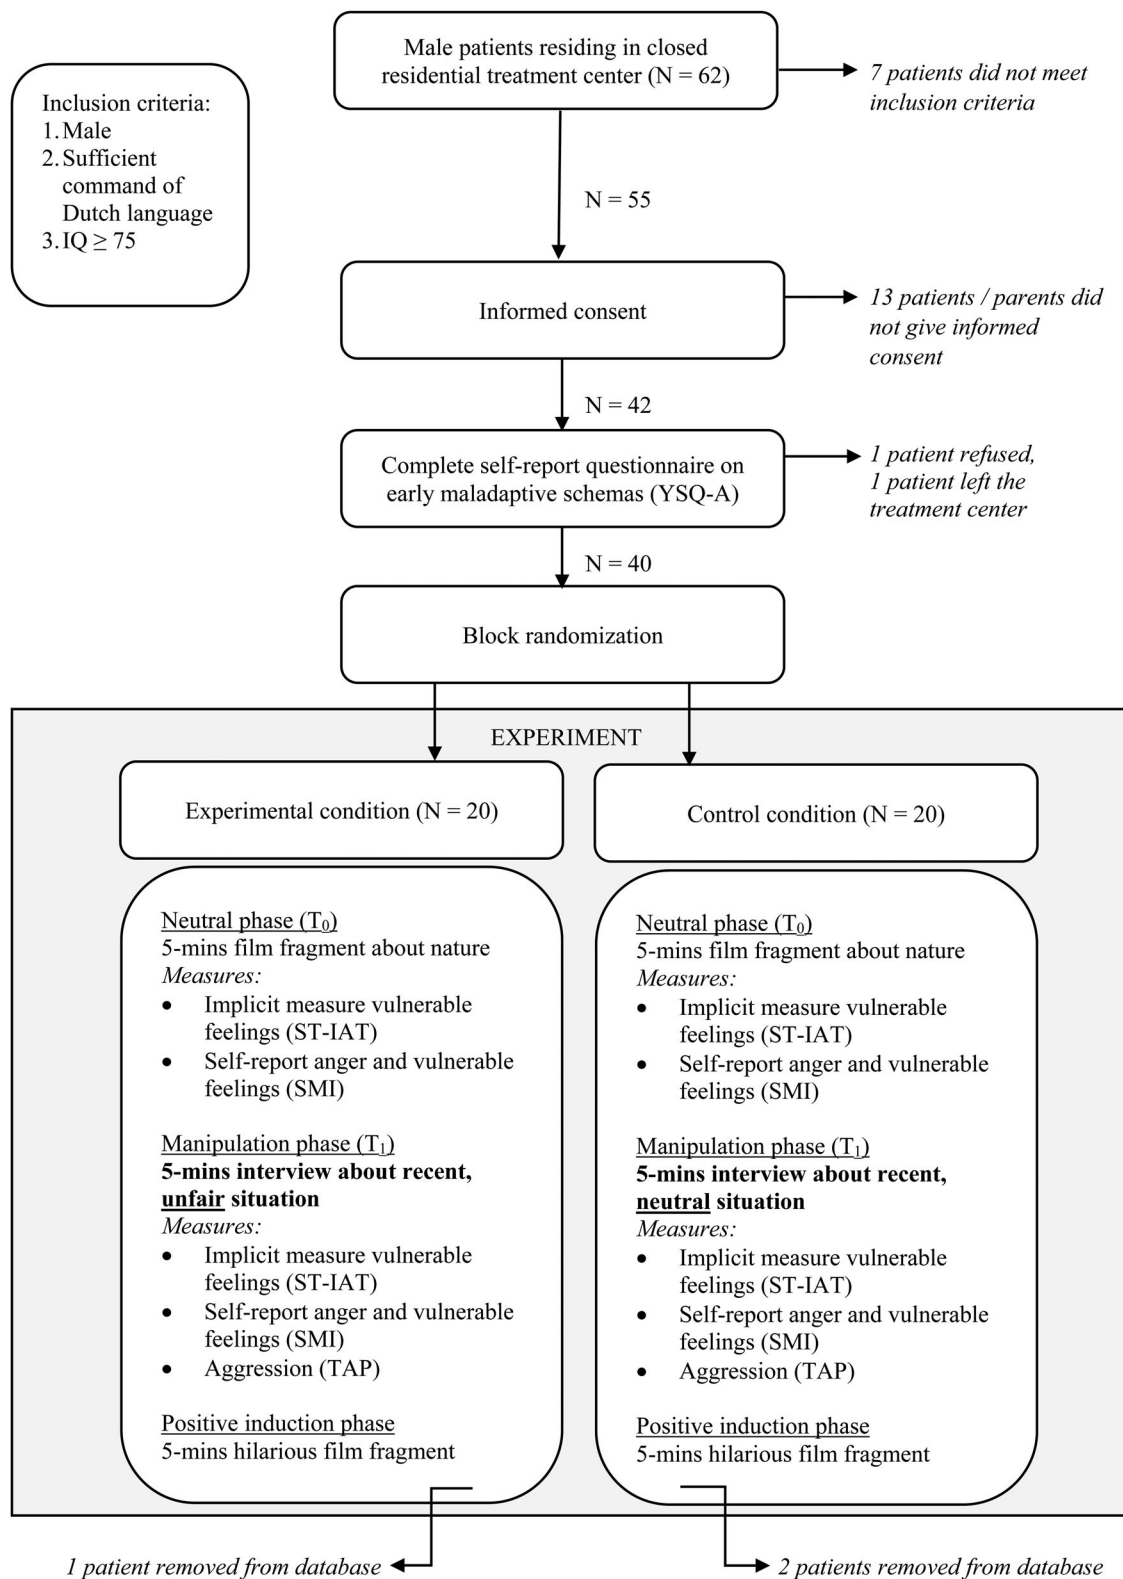 Male patients residing in closed
residential treatment center (N = 62)
7 patients did not meet
inclusion criteria
Inclusion criteria:
1. Male
2. Sufficient
command of
Dutch language
3. IQ ≥ 75
N = 55
Informed consent
13 patients / parents did
not give informed
consent
N = 42
Complete self-report questionnaire on
early maladaptive schemas (YSQ-A)
1 patient refused,
1 patient left the
treatment center
N = 40
Block randomization
EXPERIMENT
Experimental condition (N = 20)
Neutral phase (T₀)
5-mins film fragment about nature
Measures:
• Implicit measure vulnerable
feelings (ST-IAT)
• Self-report anger and vulnerable
feelings (SMI)
Manipulation phase (T₁)
5-mins interview about recent,
unfair situation
Measures:
• Implicit measure vulnerable
feelings (ST-IAT)
• Self-report anger and vulnerable
feelings (SMI)
• Aggression (TAP)
Positive induction phase
5-mins hilarious film fragment
Control condition (N = 20)
Neutral phase (T₀)
5-mins film fragment about nature
Measures:
• Implicit measure vulnerable
feelings (ST-IAT)
• Self-report anger and vulnerable
feelings (SMI)
Manipulation phase (T₁)
5-mins interview about recent,
neutral situation
Measures:
• Implicit measure vulnerable
feelings (ST-IAT)
• Self-report anger and vulnerable
feelings (SMI)
• Aggression (TAP)
Positive induction phase
5-mins hilarious film fragment
1 patient removed from database
2 patients removed from database